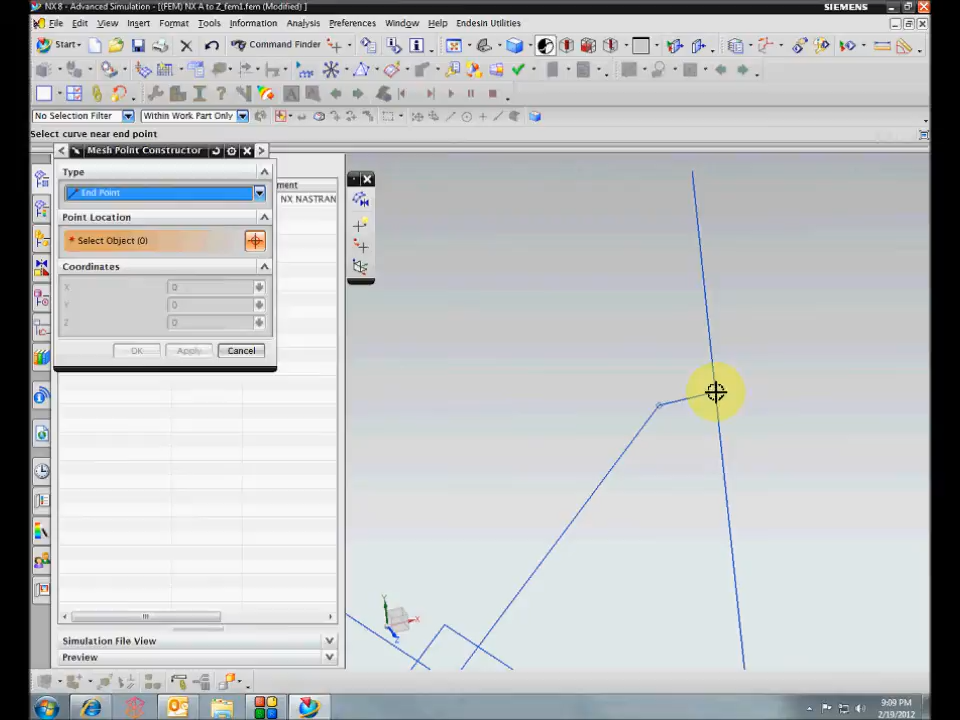 NX 8 - Advanced Simulation - [(FEM) NX A to Z_fem1.fem (Modified) ]
SIEMENS
File Edit View Insert Format Tools Information Analysis Preferences Window Help Endesin Utilities
Start
Command Finder
No Selection Filter
Within Work Part Only
Select curve near end point
Mesh Point Constructor
Type
End Point
Point Location
* Select Object (0)
Coordinates
X 0
Y 0
Z 0
OK Apply Cancel
ment
NX NASTRAN
Y
X
Z
Simulation File View
Preview
9:09 PM
2/19/2012